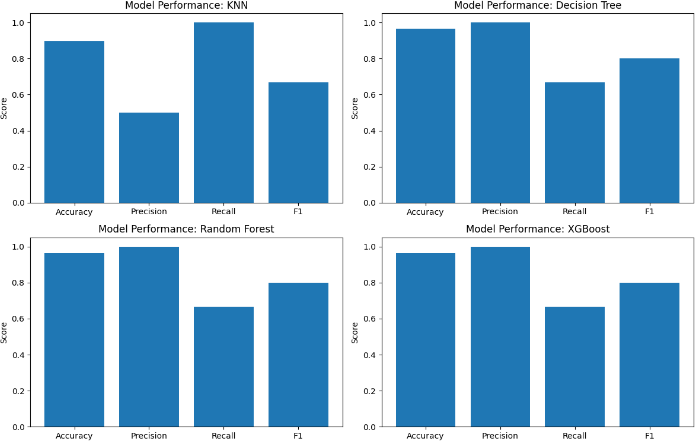 Model Performance: KNN
Score
1.0
0.8
0.6
0.4
0.2
0.0
Accuracy Precision Recall F1
Model Performance: Decision Tree
Score
1.0
0.8
0.6
0.4
0.2
0.0
Accuracy Precision Recall F1
Model Performance: Random Forest
Score
1.0
0.8
0.6
0.4
0.2
0.0
Accuracy Precision Recall F1
Model Performance: XGBoost
Score
1.0
0.8
0.6
0.4
0.2
0.0
Accuracy Precision Recall F1